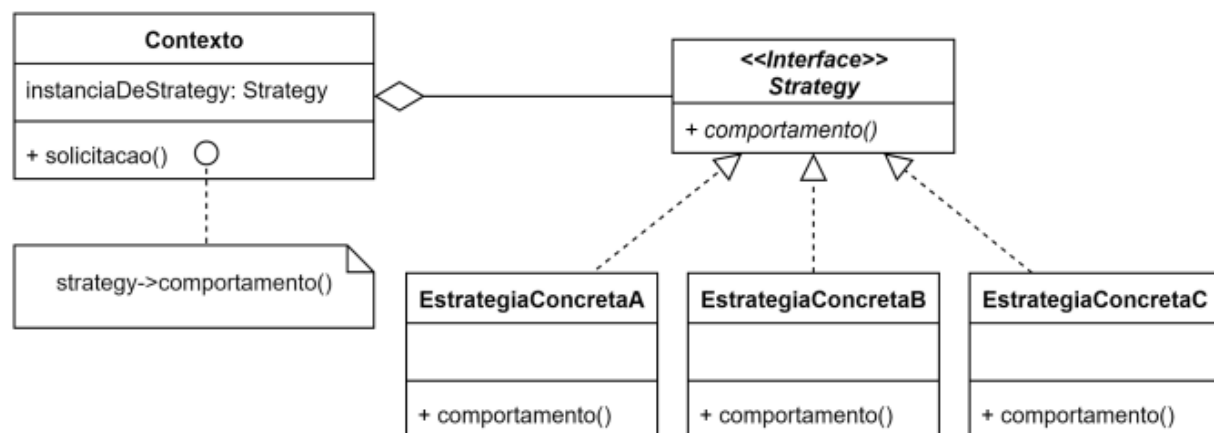 Contexto
instanciaDeStrategy: Strategy
+ solicitacao()
strategy->comportamento()
<<Interface>>
Strategy
+ comportamento()
EstrategiaConcretaA
+ comportamento()
EstrategiaConcretaB
+ comportamento()
EstrategiaConcretaC
+ comportamento()